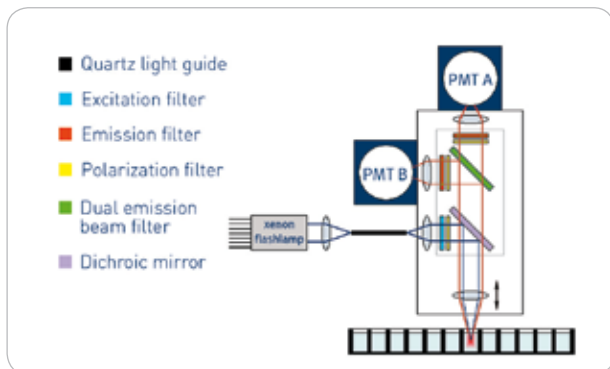 Quartz light guide
Excitation filter
Emission filter
Polarization filter
Dual emission
beam filter
Dichroic mirror
PMT A
PMT B
xenon
flashlamp